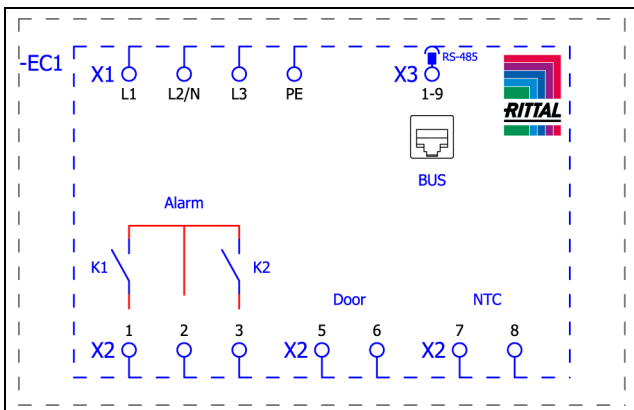 -EC1
X1
L1
L2/N
L3
PE
X3
RS-485
1-9
RITTAL
BUS
Alarm
K1
K2
Door
NTC
X2
1
2
3
X2
5
6
X2
7
8